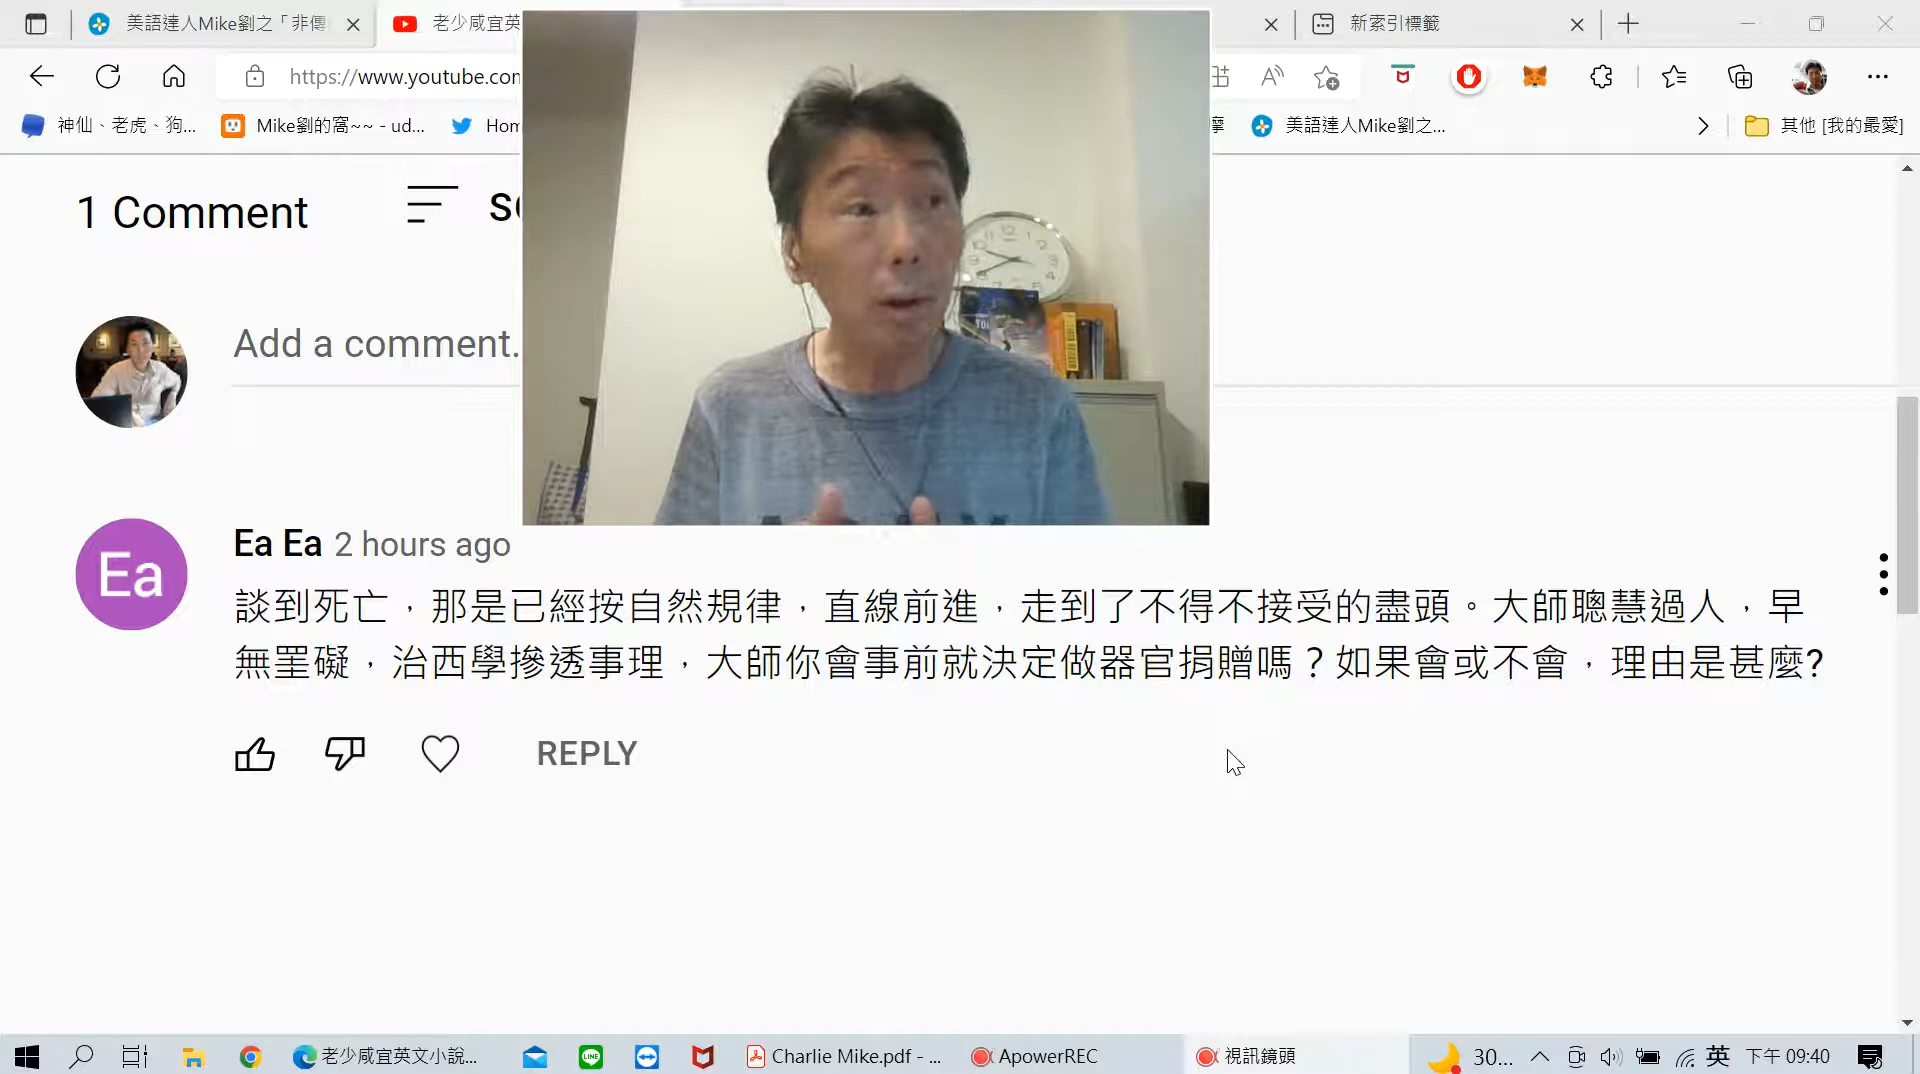 美語達人Mike劉之「非傳
老少咸宜英
新索引標籤
https://www.youtube.con
神仙、老虎、狗...
Mike劉的窩~~ - ud...
Hom
摩
美語達人Mike劉之...
其他 [我的最愛]
1 Comment
SO
Add a comment.
Ea
Ea Ea 2 hours ago
談到死亡，那是已經按自然規律，直線前進，走到了不得不接受的盡頭。大師聰慧過人，早
無罣礙，治西學摻透事理，大師你會事前就決定做器官捐贈嗎？如果會或不會，理由是甚麼?
REPLY
老少咸宜英文小說...
LINE
Charlie Mike.pdf - ...
ApowerREC
視訊鏡頭
30...
英
下午 09:40